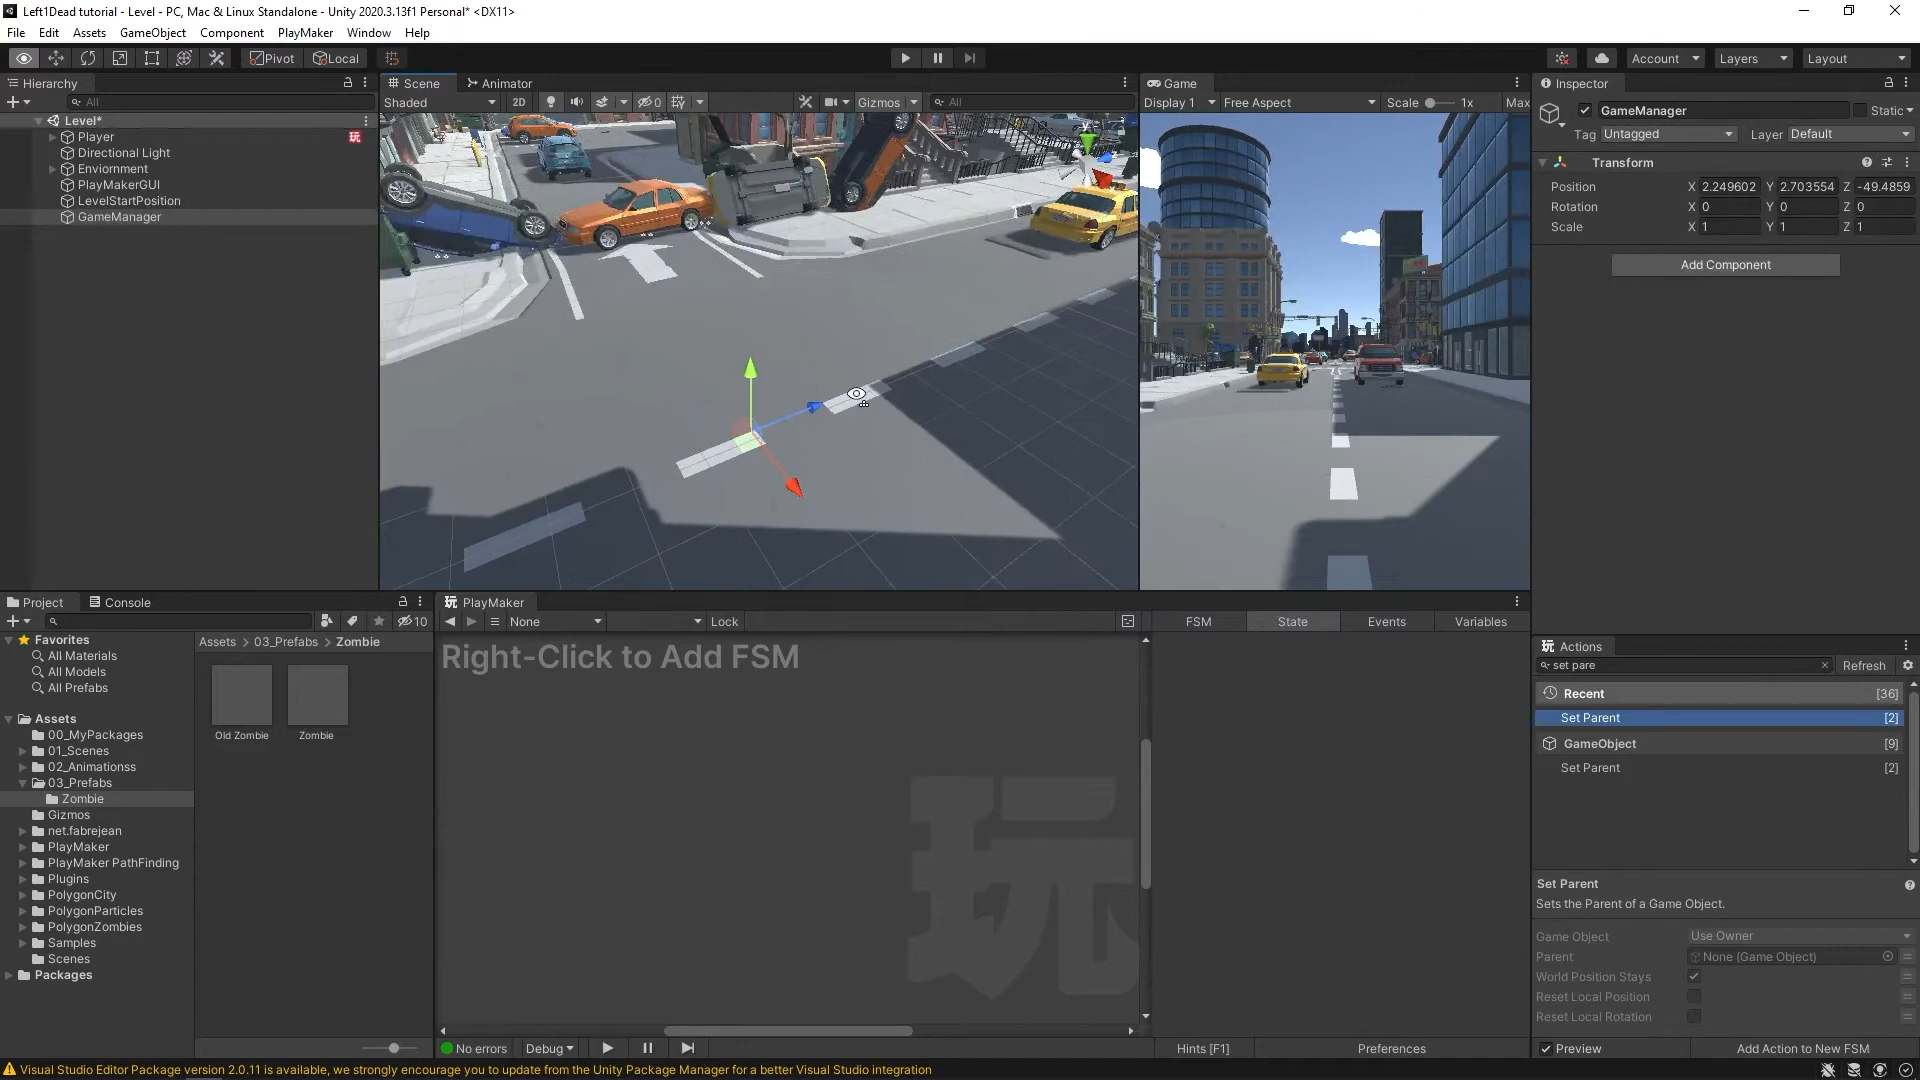 Left1Dead tutorial - Level - PC, Mac & Linux Standalone - Unity 2020.3.13f1 Personal* <DX11>
File Edit Assets GameObject Component PlayMaker Window Help
Pivot Local Account Layers Layout
Hierarchy
All
Level*
Player
Directional Light
Enviornment
PlayMakerGUI
LevelStartPosition
GameManager
Scene Animator
Shaded 2D 0 Gizmos All
y
Game
Display 1 Free Aspect Scale 1x Max
Inspector
GameManager Static
Tag Untagged Layer Default
Transform
Position X 2.249602 Y 2.703554 Z -49.4859
Rotation X 0 Y 0 Z 0
Scale X 1 Y 1 Z 1
Add Component
Project Console
10
Favorites
All Materials
All Models
All Prefabs
Assets
00_MyPackages
01_Scenes
02_Animationss
03_Prefabs
Zombie
Gizmos
net.fabrejean
PlayMaker
PlayMaker PathFinding
Plugins
PolygonCity
PolygonParticles
PolygonZombies
Samples
Scenes
Packages
Assets > 03_Prefabs > Zombie
Old Zombie Zombie
玩 PlayMaker
None Lock
Right-Click to Add FSM
玩
No errors Debug
FSM State Events Variables
Hints [F1] Preferences
玩 Actions
set pare Refresh
Recent [36]
Set Parent [2]
GameObject [9]
Set Parent [2]
Set Parent
Sets the Parent of a Game Object.
Game Object Use Owner
Parent None (Game Object)
World Position Stays
Reset Local Position
Reset Local Rotation
Preview Add Action to New FSM
Visual Studio Editor Package version 2.0.11 is available, we strongly encourage you to update from the Unity Package Manager for a better Visual Studio integration